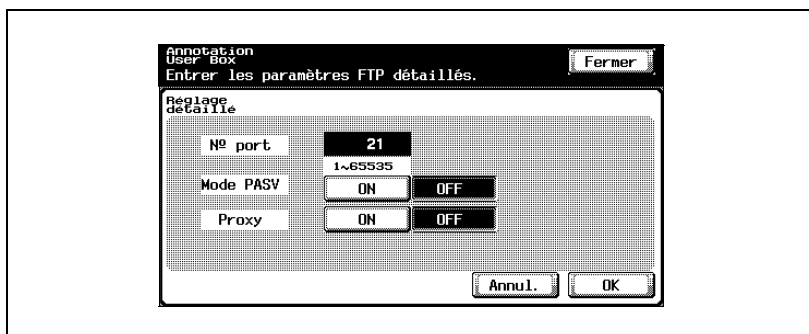 Annotation
User Box
Entrer les paramètres FTP détaillés.
Fermer
Réglage
détaillé
Nº port
21
1~65535
Mode PASV
ON
OFF
Proxy
ON
OFF
Annul.
OK